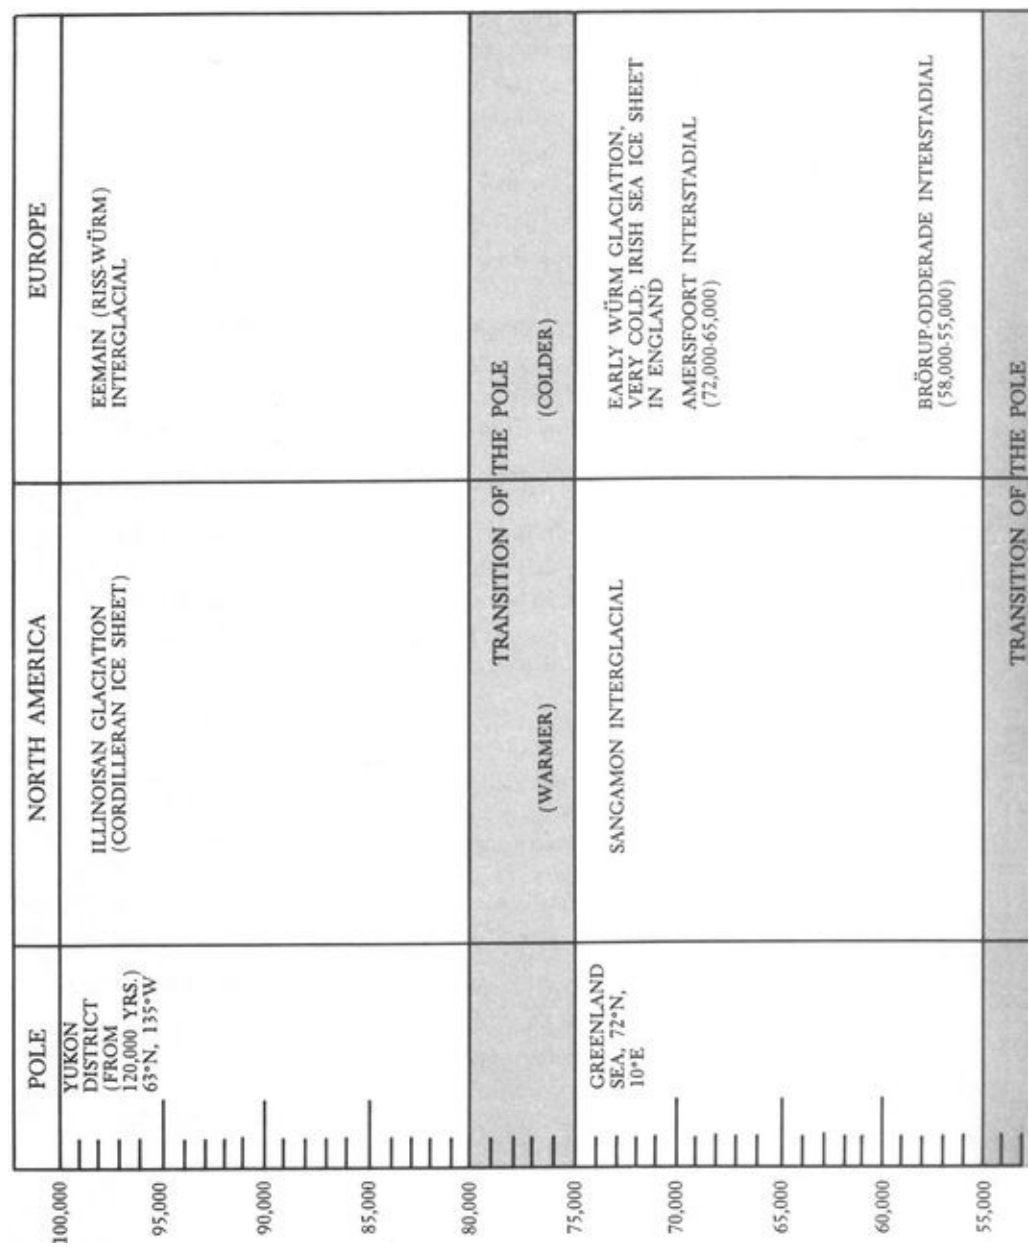 POLE
NORTH AMERICA
EUROPE
100,000
95,000
90,000
85,000
80,000
75,000
70,000
65,000
60,000
55,000
YUKON
DISTRICT
(FROM
120,000 YRS.)
63°N, 135°W
ILLINOISAN GLACIATION
(CORDILLERAN ICE SHEET)
EEMAIN (RISS-WÜRM)
INTERGLACIAL
TRANSITION OF THE POLE
(WARMER)
(COLDER)
GREENLAND
SEA, 72°N,
10°E
SANGAMON INTERGLACIAL
EARLY WÜRM GLACIATION,
VERY COLD; IRISH SEA ICE SHEET
IN ENGLAND
AMERSFOORT INTERSTADIAL
(72,000-65,000)
BRÖRUP-ODDERADE INTERSTADIAL
(58,000-55,000)
TRANSITION OF THE POLE